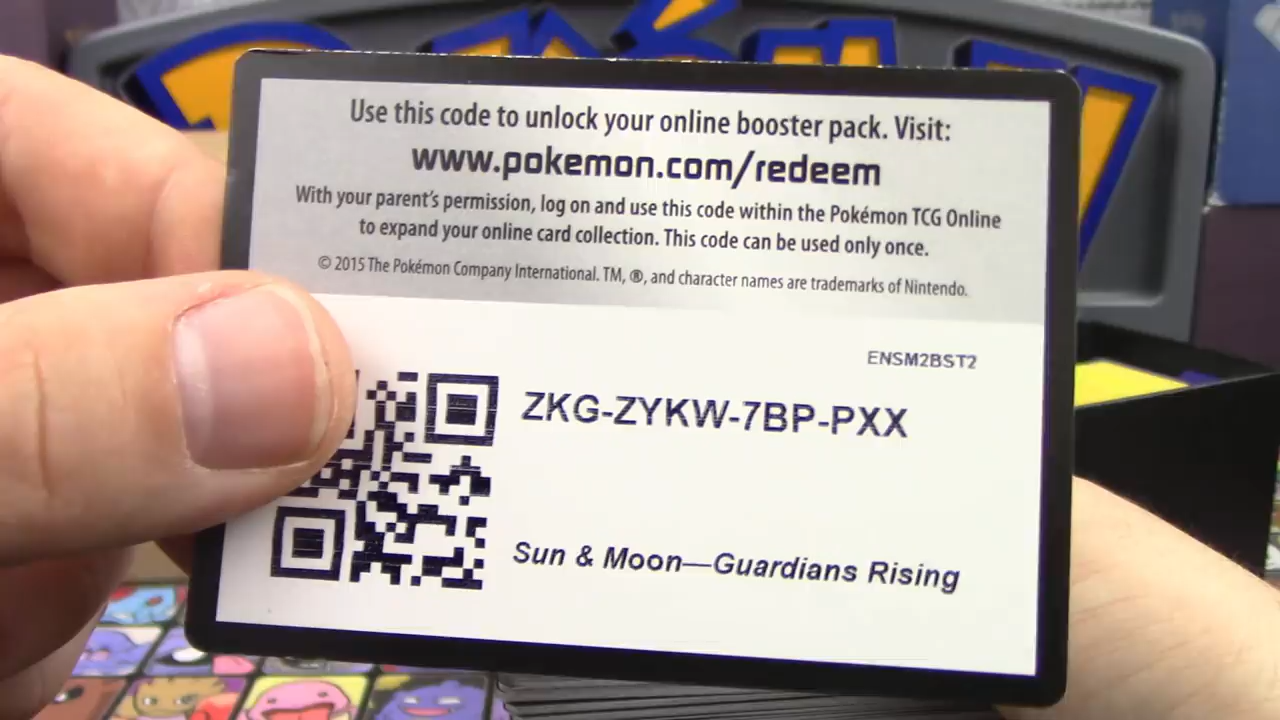 Use this code to unlock your online booster pack. Visit:
www.pokemon.com/redeem
With your parent's permission, log on and use this code within the Pokémon TCG Online
to expand your online card collection. This code can be used only once.
© 2015 The Pokémon Company International. TM, ®, and character names are trademarks of Nintendo.
ENSM2BST2
ZKG-ZYKW-7BP-PXX
Sun & Moon—Guardians Rising